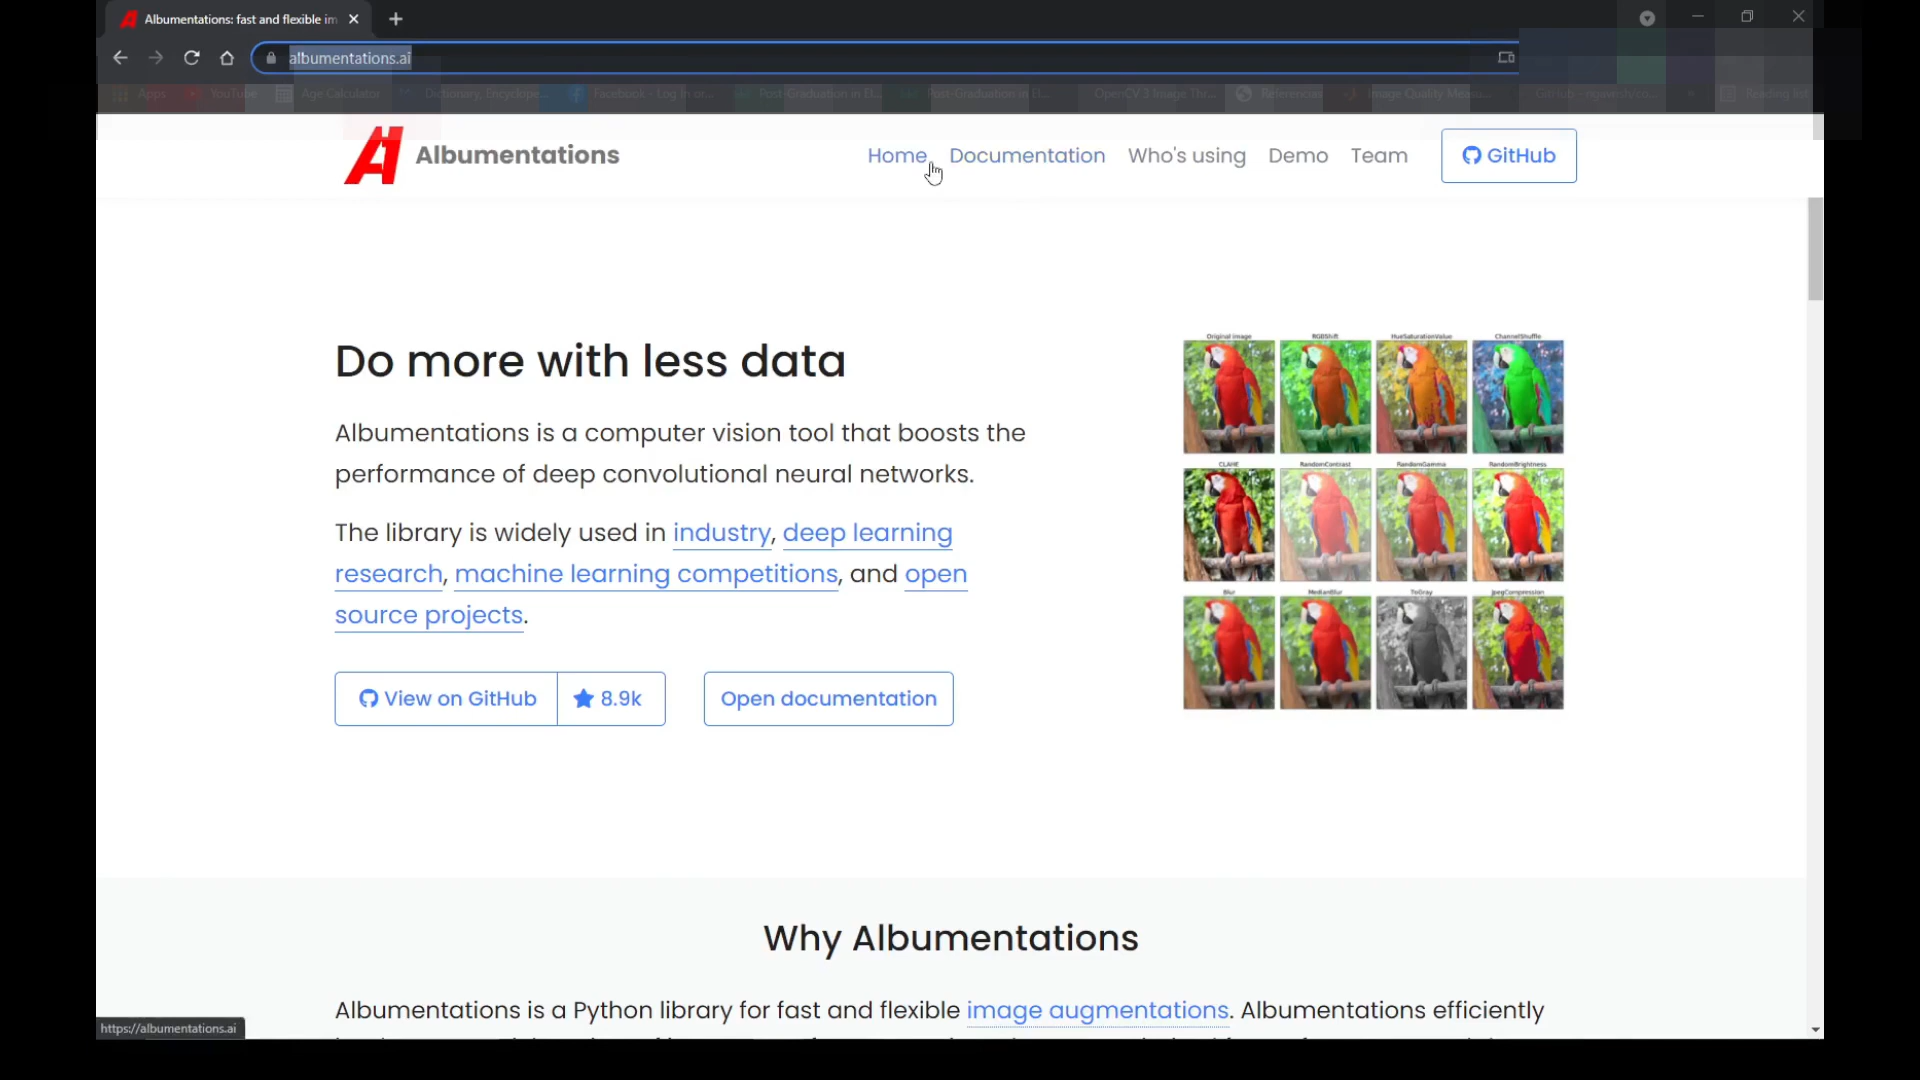 Albumentations: fast and flexible im
albumentations.ai
Apps YouTube Age Calculator Dictionary, Encyclope... Facebook - Log in or... Post-Graduation in El... Post-Graduation in El... OpenCV 3 Image Thr... References Image Quality Measu... Reading list
Albumentations
Home Documentation Who's using Demo Team GitHub
Do more with less data
Albumentations is a computer vision tool that boosts the
performance of deep convolutional neural networks.
The library is widely used in industry, deep learning
research, machine learning competitions, and open
source projects.
View on GitHub 8.9k Open documentation
Original image RGBShift HueSaturationValue ChannelShuffle
CLAHE RandomContrast RandomGamma RandomBrightness
Blur MedianBlur ToGray JpegCompression
Why Albumentations
Albumentations is a Python library for fast and flexible image augmentations. Albumentations efficiently
https://albumentations.ai